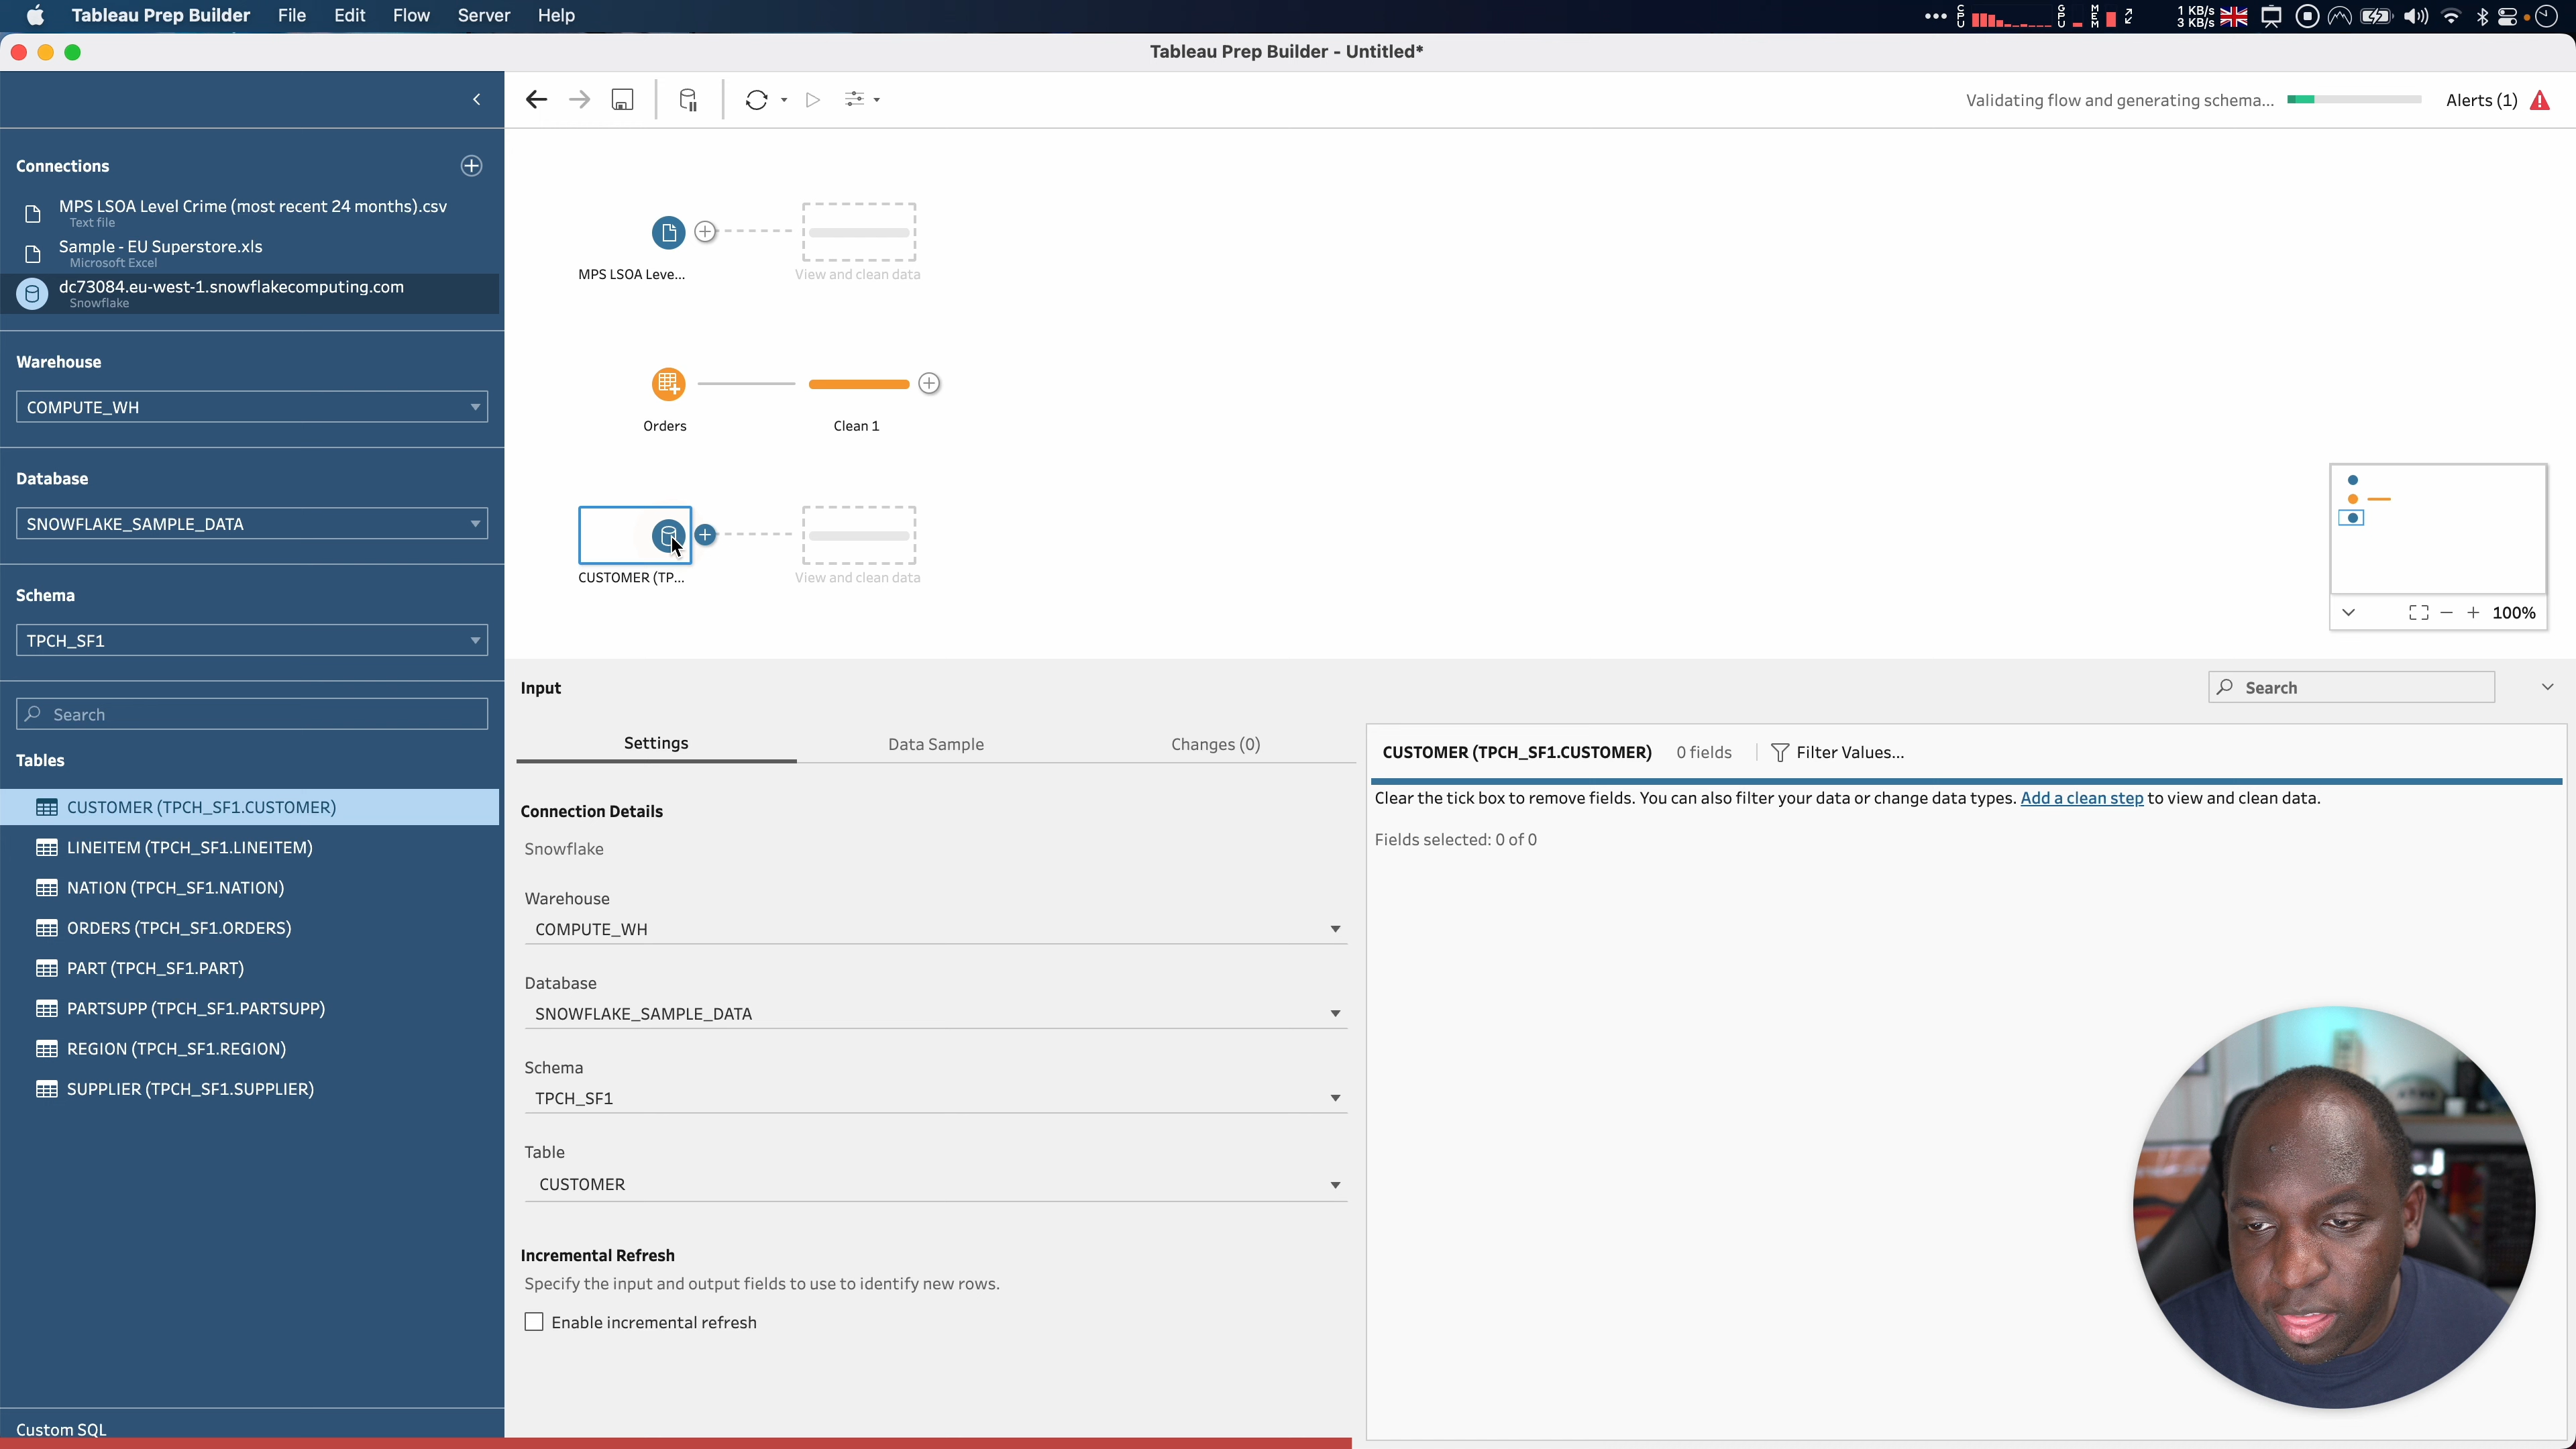 Tableau Prep Builder File Edit Flow Server Help
CPU GPU MEM 1 KB/s
3 KB/s
Tableau Prep Builder - Untitled*
Validating flow and generating schema... Alerts (1)
Connections
MPS LSOA Level Crime (most recent 24 months).csv
Text file
Sample - EU Superstore.xls
Microsoft Excel
dc73084.eu-west-1.snowflakecomputing.com
Snowflake
Warehouse
COMPUTE_WH
Database
SNOWFLAKE_SAMPLE_DATA
Schema
TPCH_SF1
Search
Tables
CUSTOMER (TPCH_SF1.CUSTOMER)
LINEITEM (TPCH_SF1.LINEITEM)
NATION (TPCH_SF1.NATION)
ORDERS (TPCH_SF1.ORDERS)
PART (TPCH_SF1.PART)
PARTSUPP (TPCH_SF1.PARTSUPP)
REGION (TPCH_SF1.REGION)
SUPPLIER (TPCH_SF1.SUPPLIER)
Custom SQL
MPS LSOA Leve... View and clean data
Orders Clean 1
CUSTOMER (TP... View and clean data
100%
Input Search
Settings Data Sample Changes (0)
Connection Details
Snowflake
Warehouse
COMPUTE_WH
Database
SNOWFLAKE_SAMPLE_DATA
Schema
TPCH_SF1
Table
CUSTOMER
Incremental Refresh
Specify the input and output fields to use to identify new rows.
Enable incremental refresh
CUSTOMER (TPCH_SF1.CUSTOMER) 0 fields Filter Values...
Clear the tick box to remove fields. You can also filter your data or change data types. Add a clean step to view and clean data.
Fields selected: 0 of 0